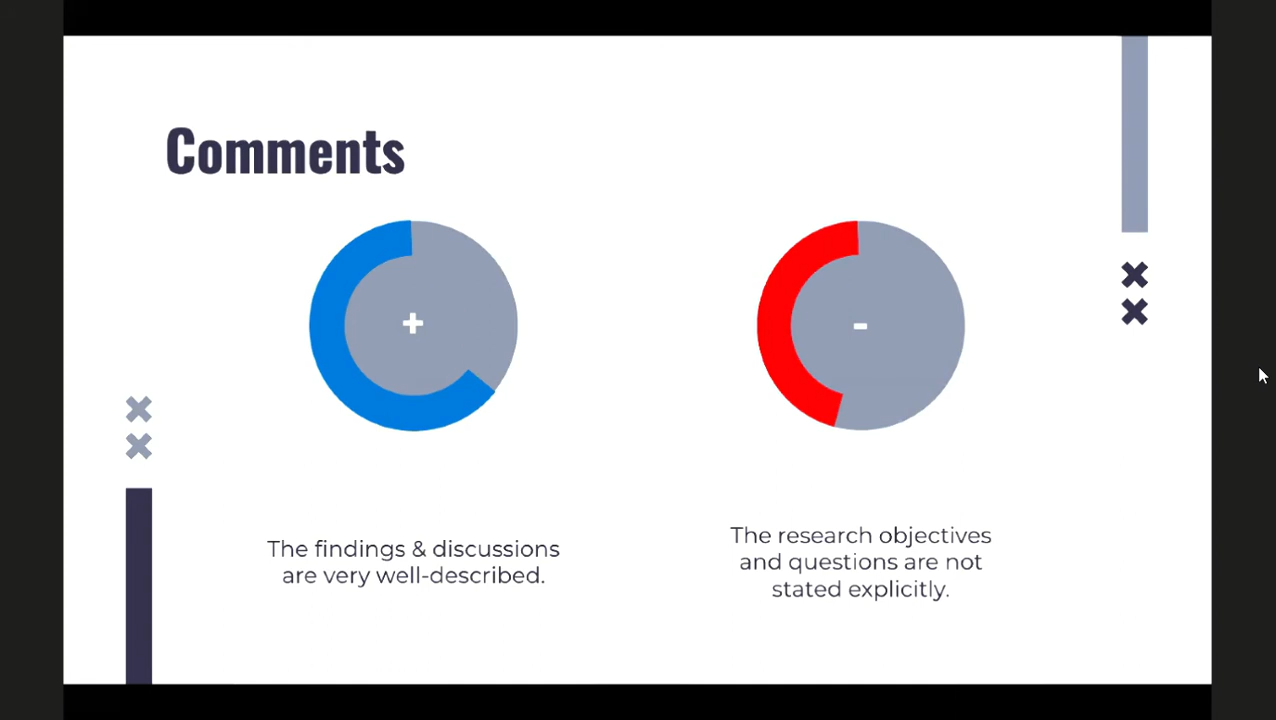 Comments
+
-
The findings & discussions
are very well-described.
The research objectives
and questions are not
stated explicitly.